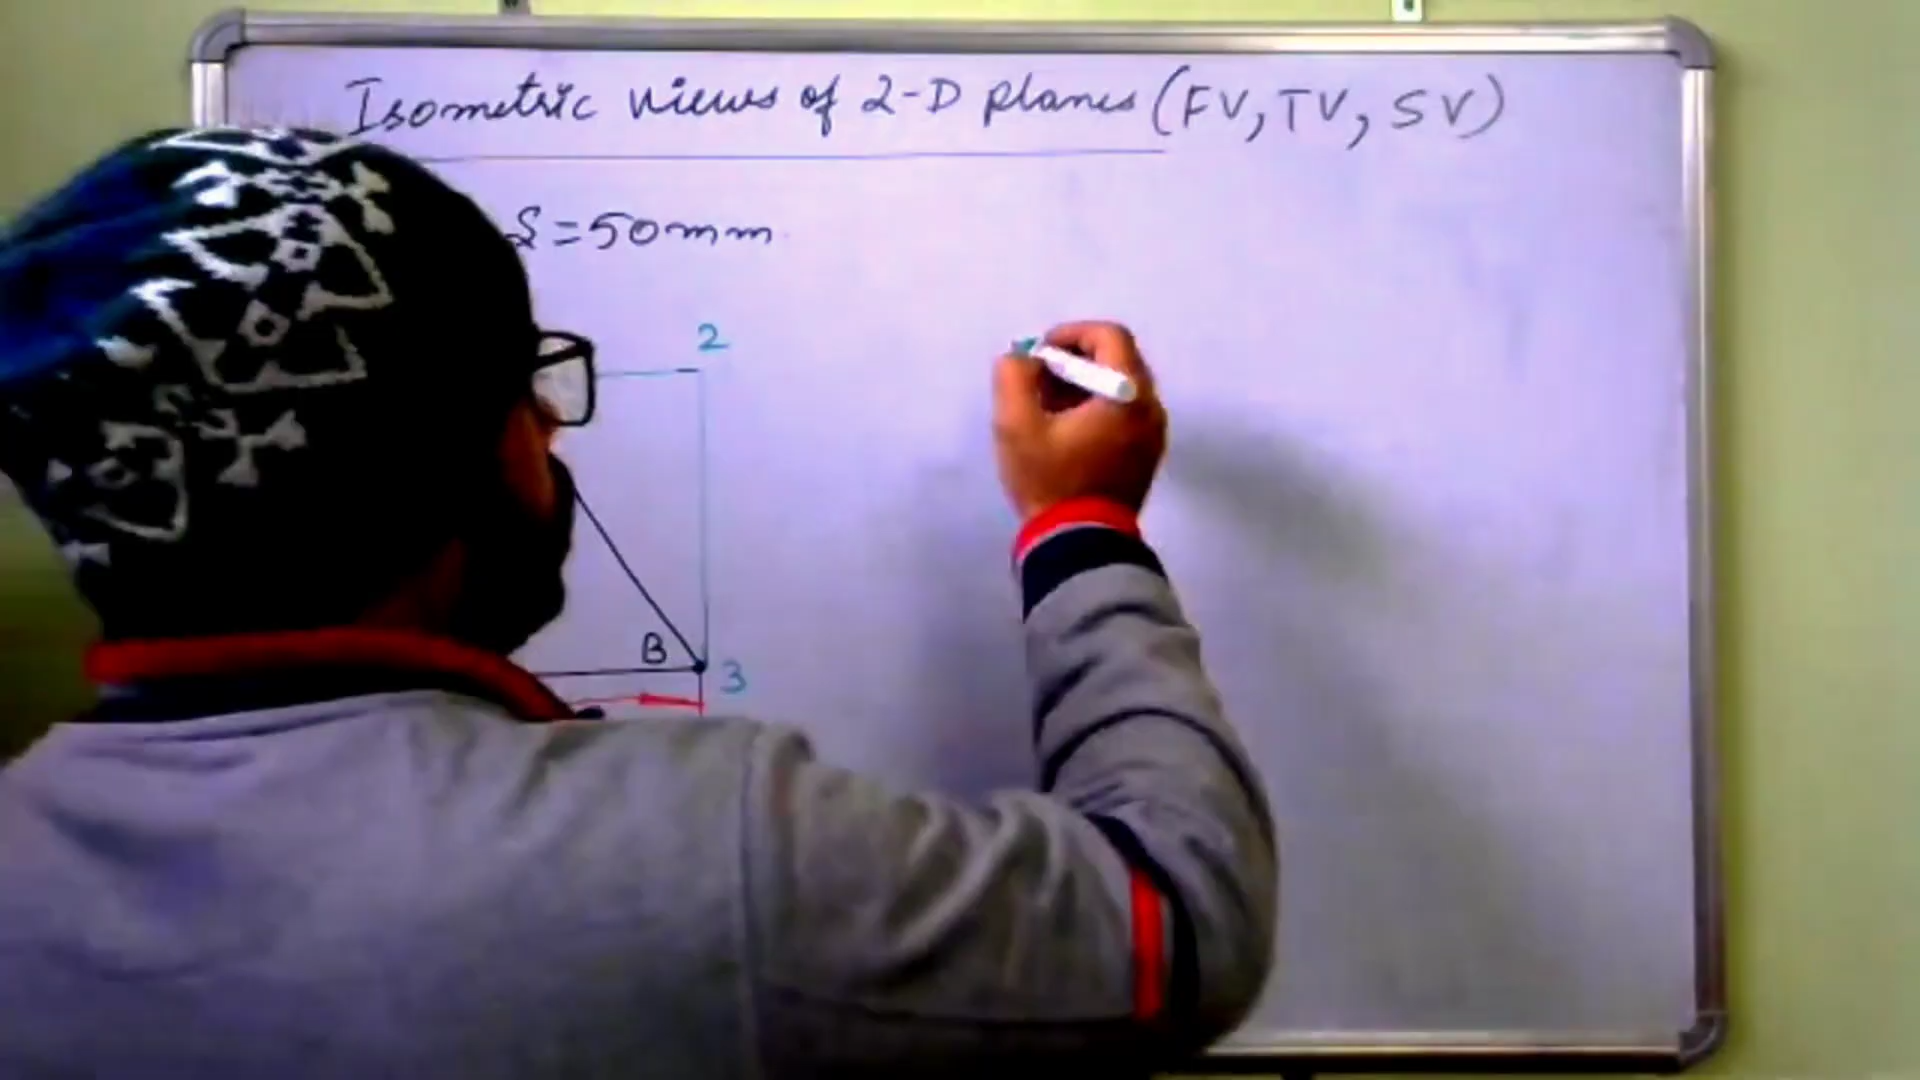 Isometric views of 2-D planes (FV, TV, SV)
S = 50mm
2
B
3